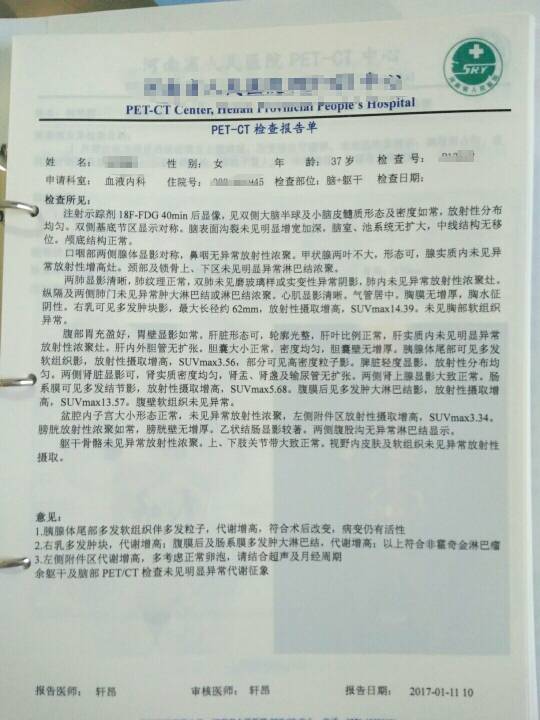 PET-CT Center, Henan Provincial People's Hospital
PET-CT 检查报告单
姓 名： 性 别：女 年 龄：37岁 检 查 号：
申请科室：血液内科 住院号： 945 检查部位：脑+躯干 检查日期：
检查所见：
注射示踪剂 18F-FDG 40min 后显像，见双侧大脑半球及小脑皮髓质形态及密度如常，放射性分布
均匀。双侧基底节区显示对称。脑表面沟裂未见明显增宽加深，脑室、池系统无扩大，中线结构无移
位。颅底结构正常。
口咽部两侧腺体显影对称，鼻咽无异常放射性浓聚。甲状腺两叶不大，形态可，腺实质内未见异
常放射性增高灶。颈部及锁骨上、下区未见明显异常淋巴结浓聚。
两肺显影清晰，肺纹理正常，双肺未见磨玻璃样或实变性异常阴影，肺内未见异常放射性浓聚灶。
纵隔及两侧肺门未见异常肿大淋巴结或淋巴结浓聚。心肌显影清晰，气管居中，胸膜无增厚，胸水征
阴性。右乳可见多发肿块影，最大长径约 62mm，放射性摄取增高，SUVmax14.39。未见胸部软组织
异常。
腹部胃充盈好，胃壁显影如常。肝脏形态可，轮廓光整，肝叶比例正常，肝实质内未见明显异常
放射性浓聚灶。肝内外胆管无扩张，胆囊大小正常，密度均匀，胆囊壁无增厚。胰腺体尾部可见多发
软组织影，放射性摄取增高，SUVmax3.56，部分可见高密度粒子影。脾脏轻度显影，放射性分布均
匀，两侧肾脏显影可，肾实质密度均匀，肾盂、肾盏及输尿管无扩张。两侧肾上腺显影大致正常。肠
系膜可见多发结节影，放射性摄取增高，SUVmax5.68。腹膜后见多发肿大淋巴结影，放射性摄取增
高，SUVmax13.57。腹壁软组织未见异常。
盆腔内子宫大小形态正常，未见异常放射性浓聚，左侧附件区放射性摄取增高，SUVmax3.34。
膀胱放射性浓聚如常，膀胱壁无增厚。乙状结肠显影较著。两侧腹股沟无异常淋巴结显示。
躯干骨骼未见异常放射性浓聚。上、下肢关节带大致正常。视野内皮肤及软组织未见异常放射性
摄取。
意见：
1.胰腺体尾部多发软组织伴多发粒子，代谢增高，符合术后改变，病变仍有活性
2.右乳多发肿块，代谢增高；腹膜后及肠系膜多发肿大淋巴结，代谢增高；以上符合非霍奇金淋巴瘤
3.左侧附件区代谢增高，多考虑正常卵泡，请结合超声及月经周期
余躯干及脑部 PET/CT 检查未见明显异常代谢征象
报告医师： 轩昂 审核医师： 轩昂 报告日期： 2017-01-11 10